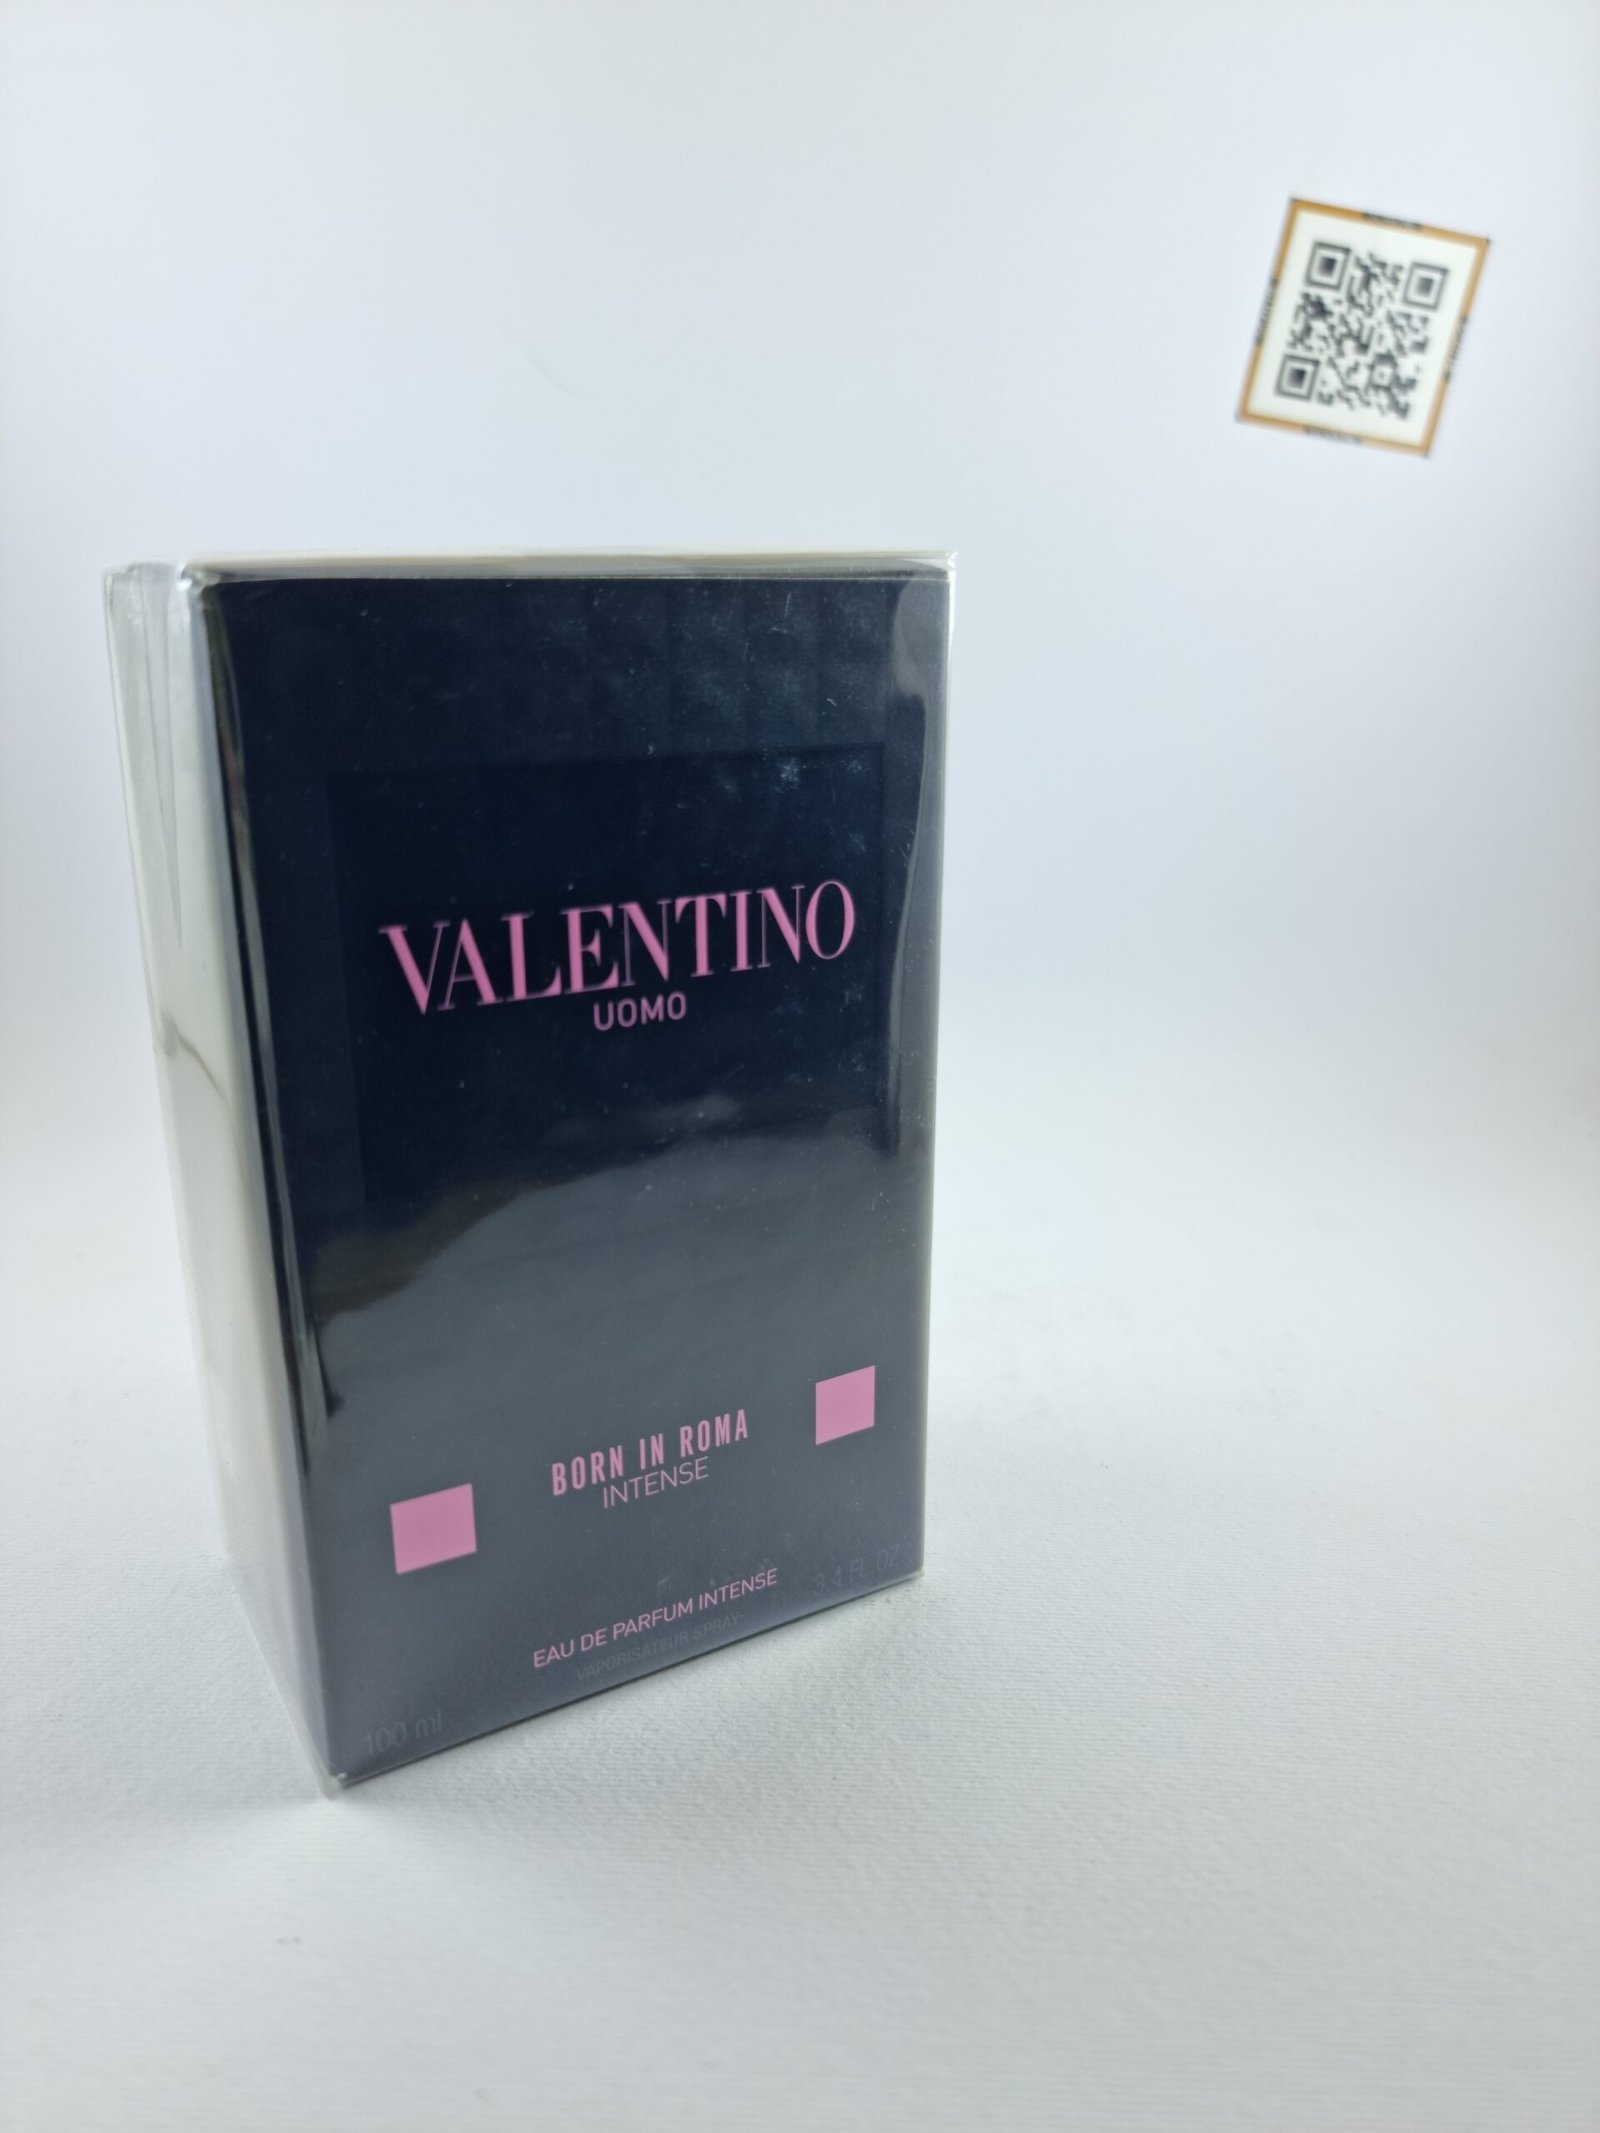 VALENTINO
UOMO
BORN IN ROMA
INTENSE
EAU DE PARFUM INTENSE
VAPORISATEUR SPRAY
100 ml
3.4 FL.OZ